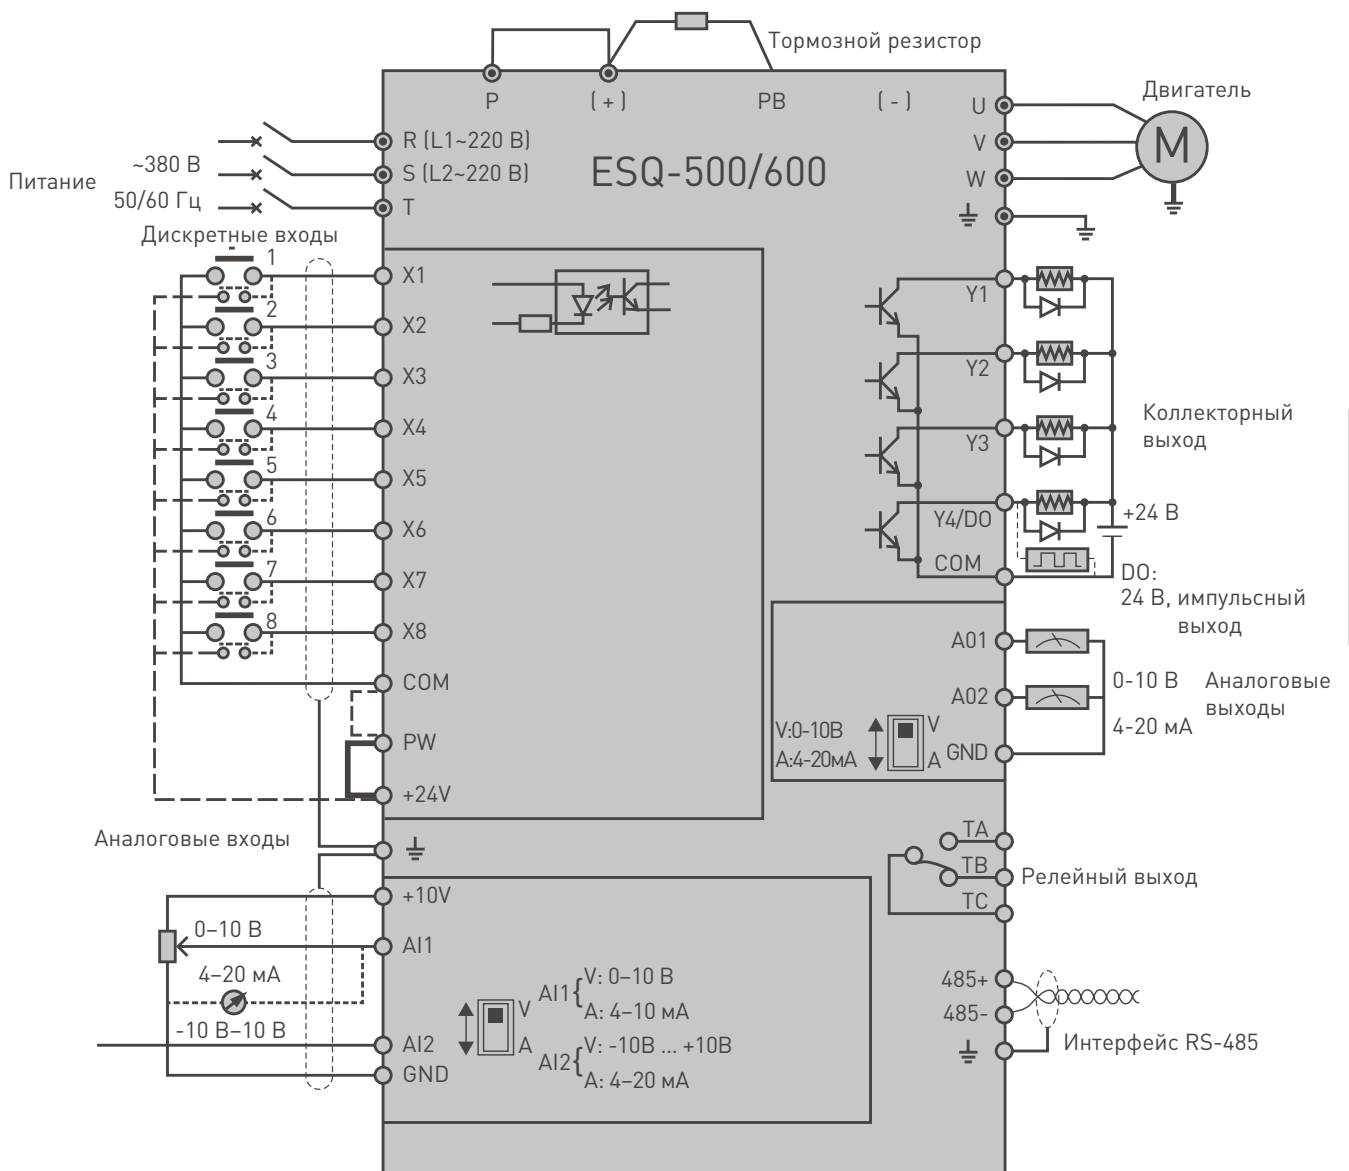 Тормозной резистор
P
(+)
PB
(-)
ESQ-500/600
Питание
~380 В
50/60 Гц
R (L1~220 В)
S (L2~220 В)
T
U
V
W
Двигатель
M
Дискретные входы
1
X1
2
X2
3
X3
4
X4
5
X5
6
X6
7
X7
8
X8
COM
PW
+24V
Y1
Y2
Y3
Y4/DO
COM
Коллекторный
выход
+24 В
DO:
24 В, импульсный
выход
A01
A02
GND
V:0-10В
A:4-20мА
V
A
0-10 В
4-20 мА
Аналоговые
выходы
TA
TB
TC
Релейный выход
Аналоговые входы
+10V
0–10 В
AI1
4–20 мА
-10 В–10 В
AI2
GND
V
A
AI1
V: 0–10 В
A: 4–10 мА
AI2
V: -10В ... +10В
A: 4–20 мА
485+
485-
Интерфейс RS-485